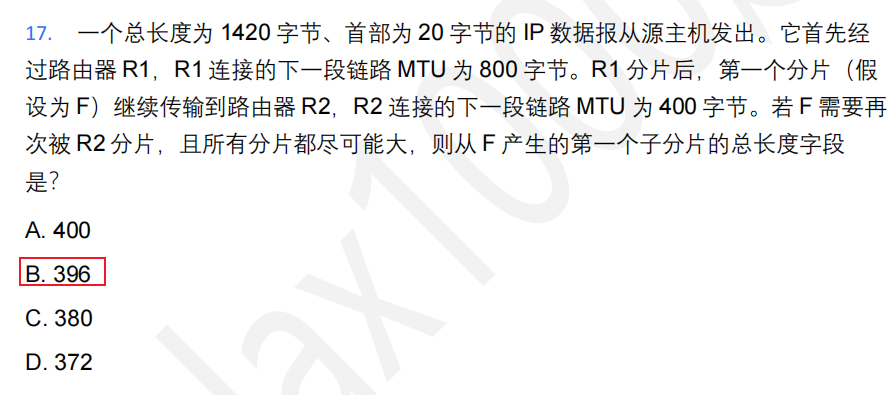 17. 一个总长度为 1420 字节、首部为 20 字节的 IP 数据报从源主机发出。它首先经
过路由器 R1，R1 连接的下一段链路 MTU 为 800 字节。R1 分片后，第一个分片（假
设为 F）继续传输到路由器 R2，R2 连接的下一段链路 MTU 为 400 字节。若 F 需要再
次被 R2 分片，且所有分片都尽可能大，则从 F 产生的第一个子分片的总长度字段
是？
A. 400
B. 396
C. 380
D. 372